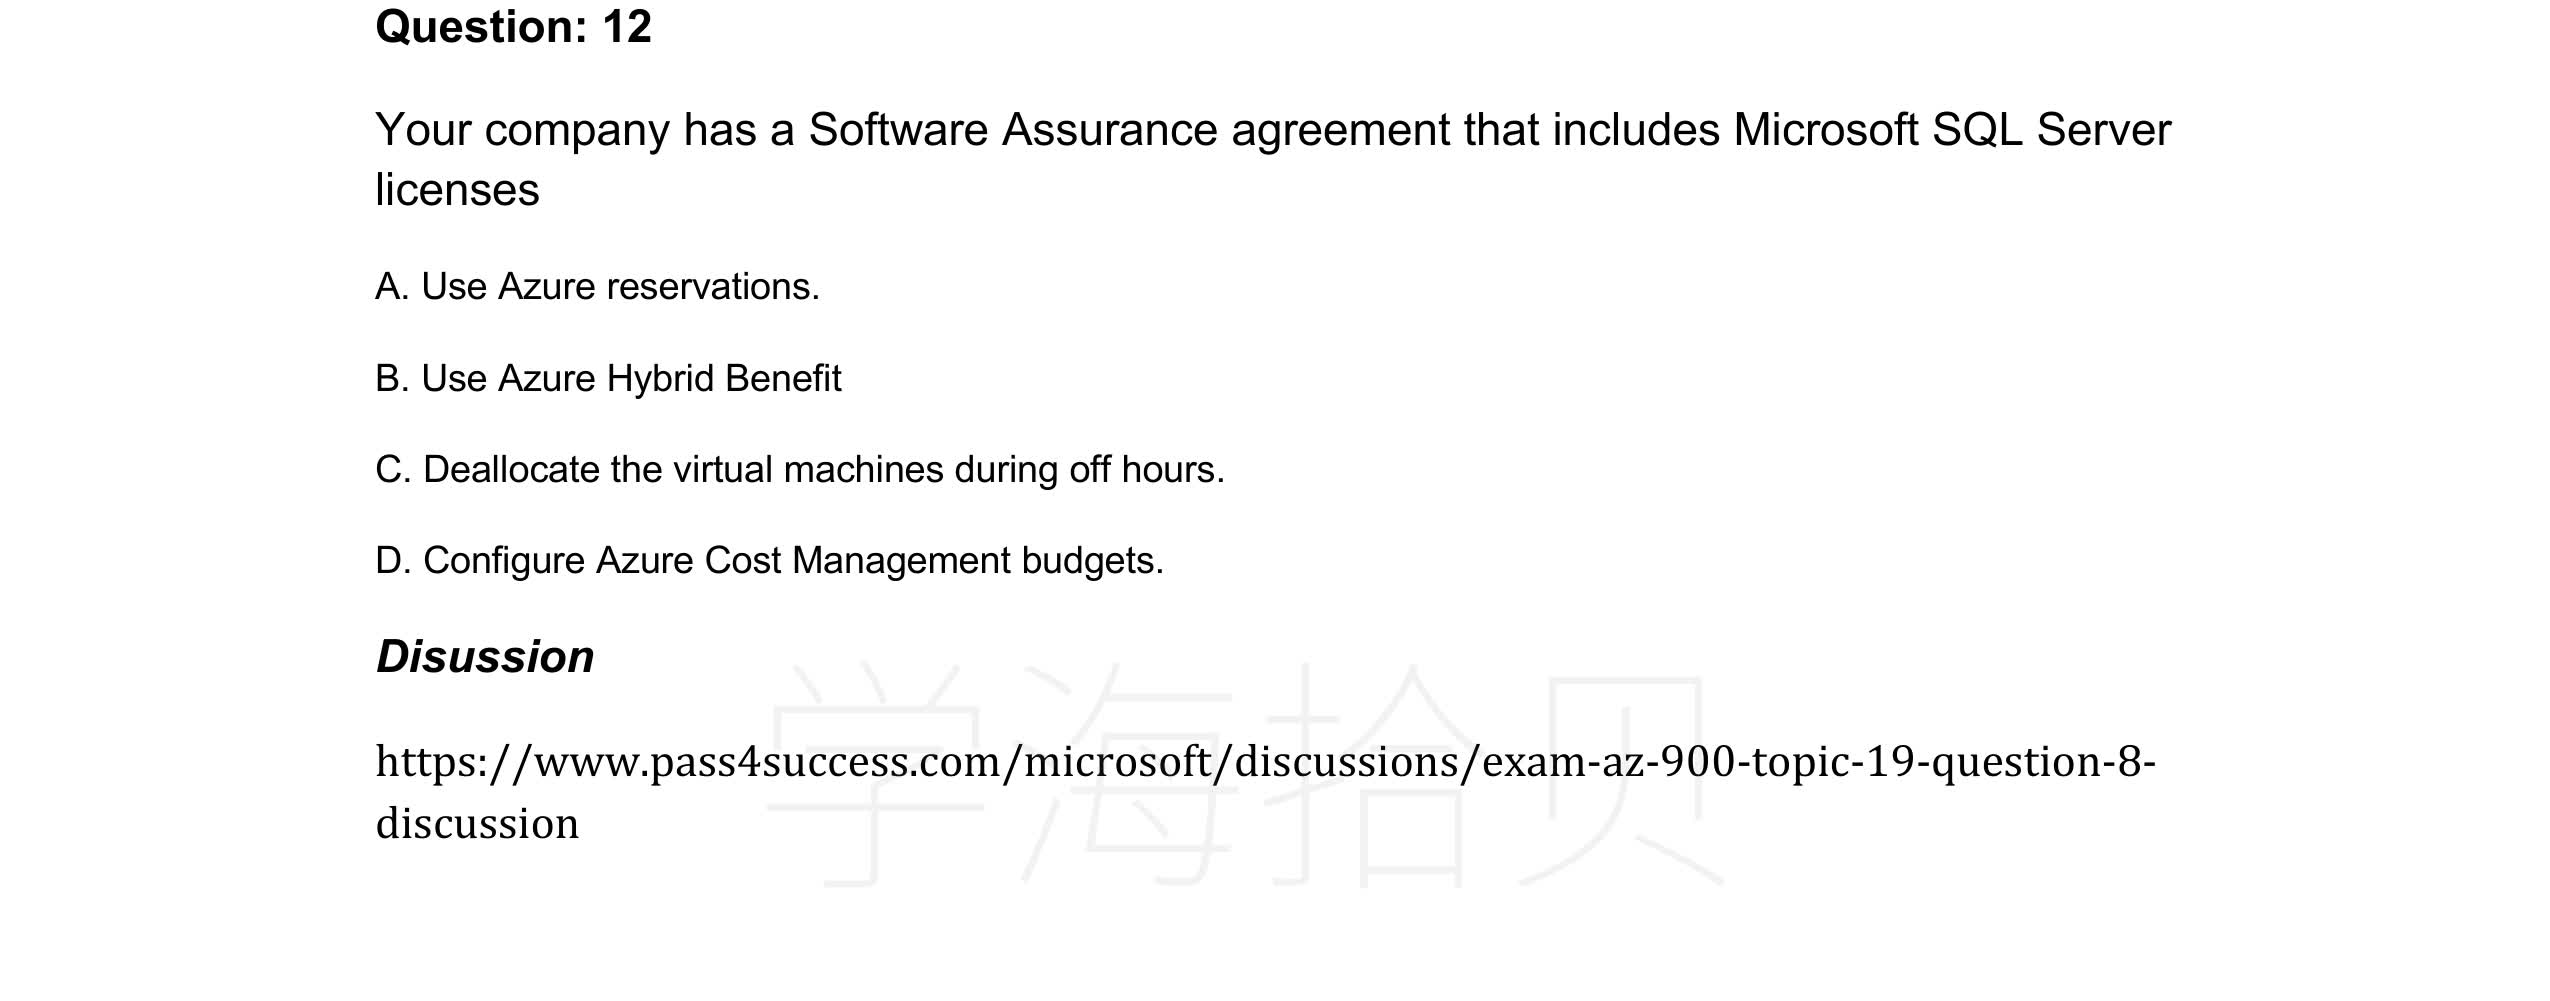 Question: 12
Your company has a Software Assurance agreement that includes Microsoft SQL Server
licenses
A. Use Azure reservations.
B. Use Azure Hybrid Benefit
C. Deallocate the virtual machines during off hours.
D. Configure Azure Cost Management budgets.
Disussion
学海拾贝
https://www.pass4success.com/microsoft/discussions/exam-az-900-topic-19-question-8-
discussion